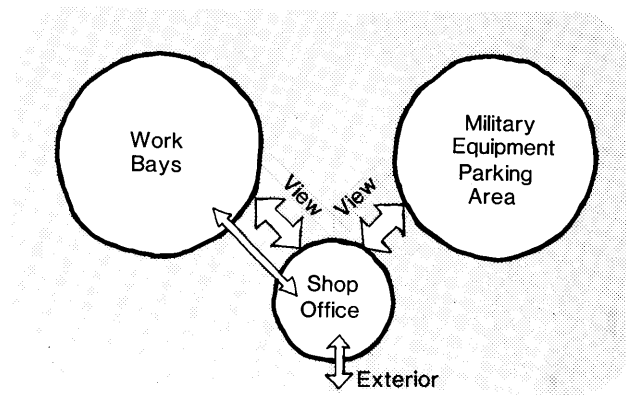 Work
Bays
Military
Equipment
Parking
Area
View
View
Shop
Office
Exterior